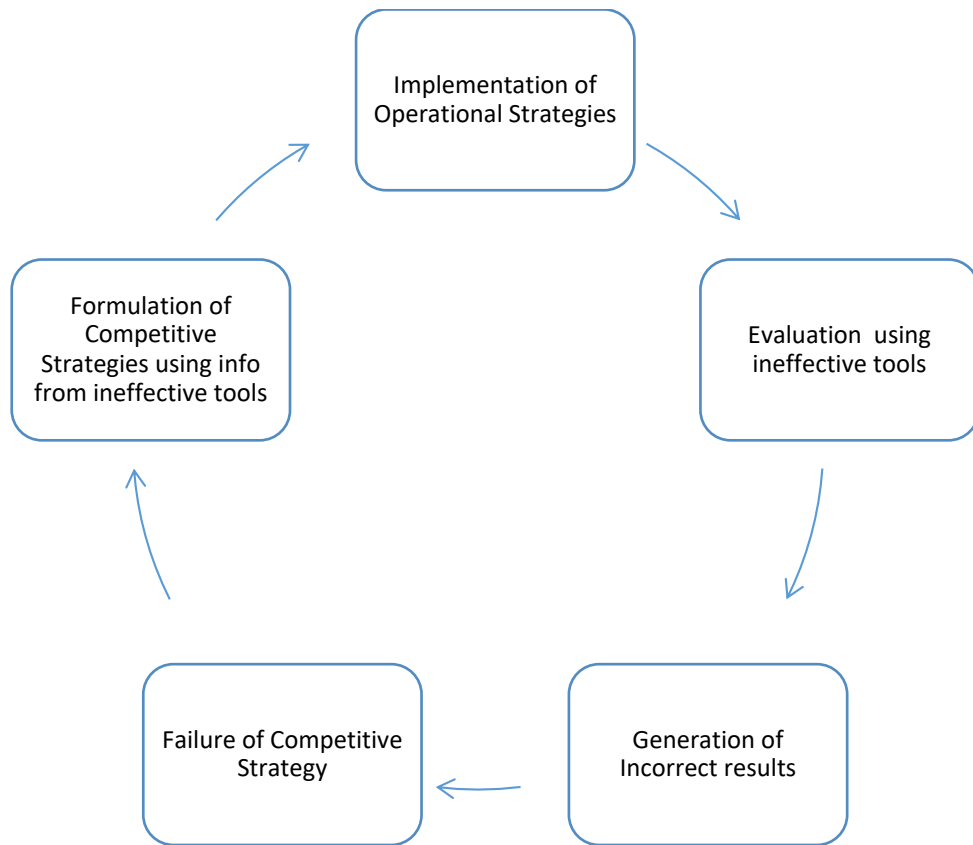 Implementation of
Operational Strategies
Evaluation  using
ineffective tools
Generation of
Incorrect results
Failure of Competitive
Strategy
Formulation of
Competitive
Strategies using info
from ineffective tools